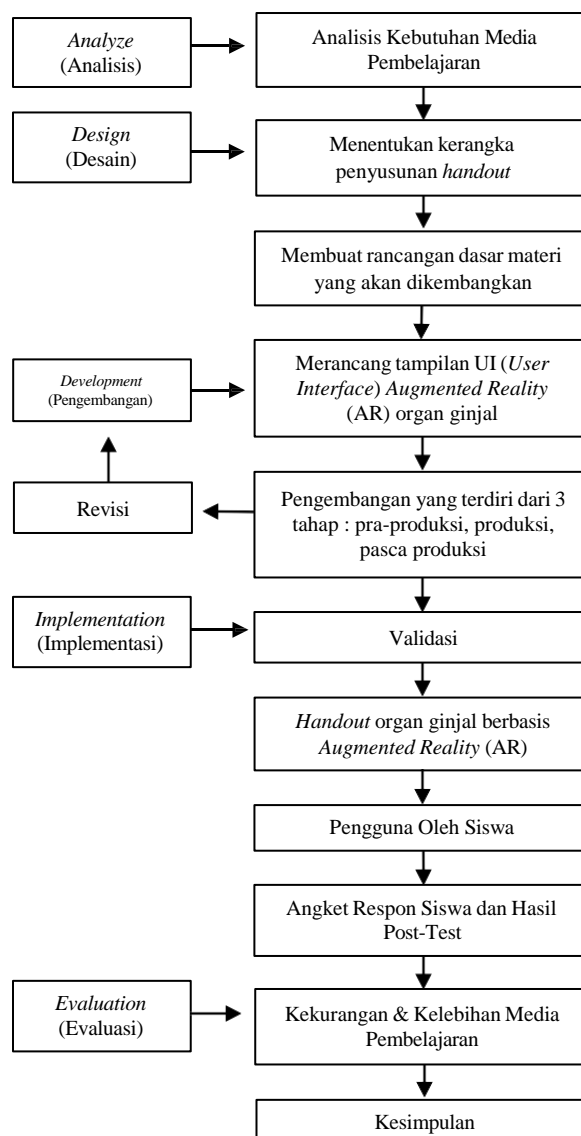 Analyze
(Analisis)
Analisis Kebutuhan Media
Pembelajaran
Design
(Desain)
Menentukan kerangka
penyusunan handout
Membuat rancangan dasar materi
yang akan dikembangkan
Development
(Pengembangan)
Merancang tampilan UI (User
Interface) Augmented Reality
(AR) organ ginjal
Revisi
Pengembangan yang terdiri dari 3
tahap : pra-produksi, produksi,
pasca produksi
Implementation
(Implementasi)
Validasi
Handout organ ginjal berbasis
Augmented Reality (AR)
Pengguna Oleh Siswa
Angket Respon Siswa dan Hasil
Post-Test
Evaluation
(Evaluasi)
Kekurangan & Kelebihan Media
Pembelajaran
Kesimpulan